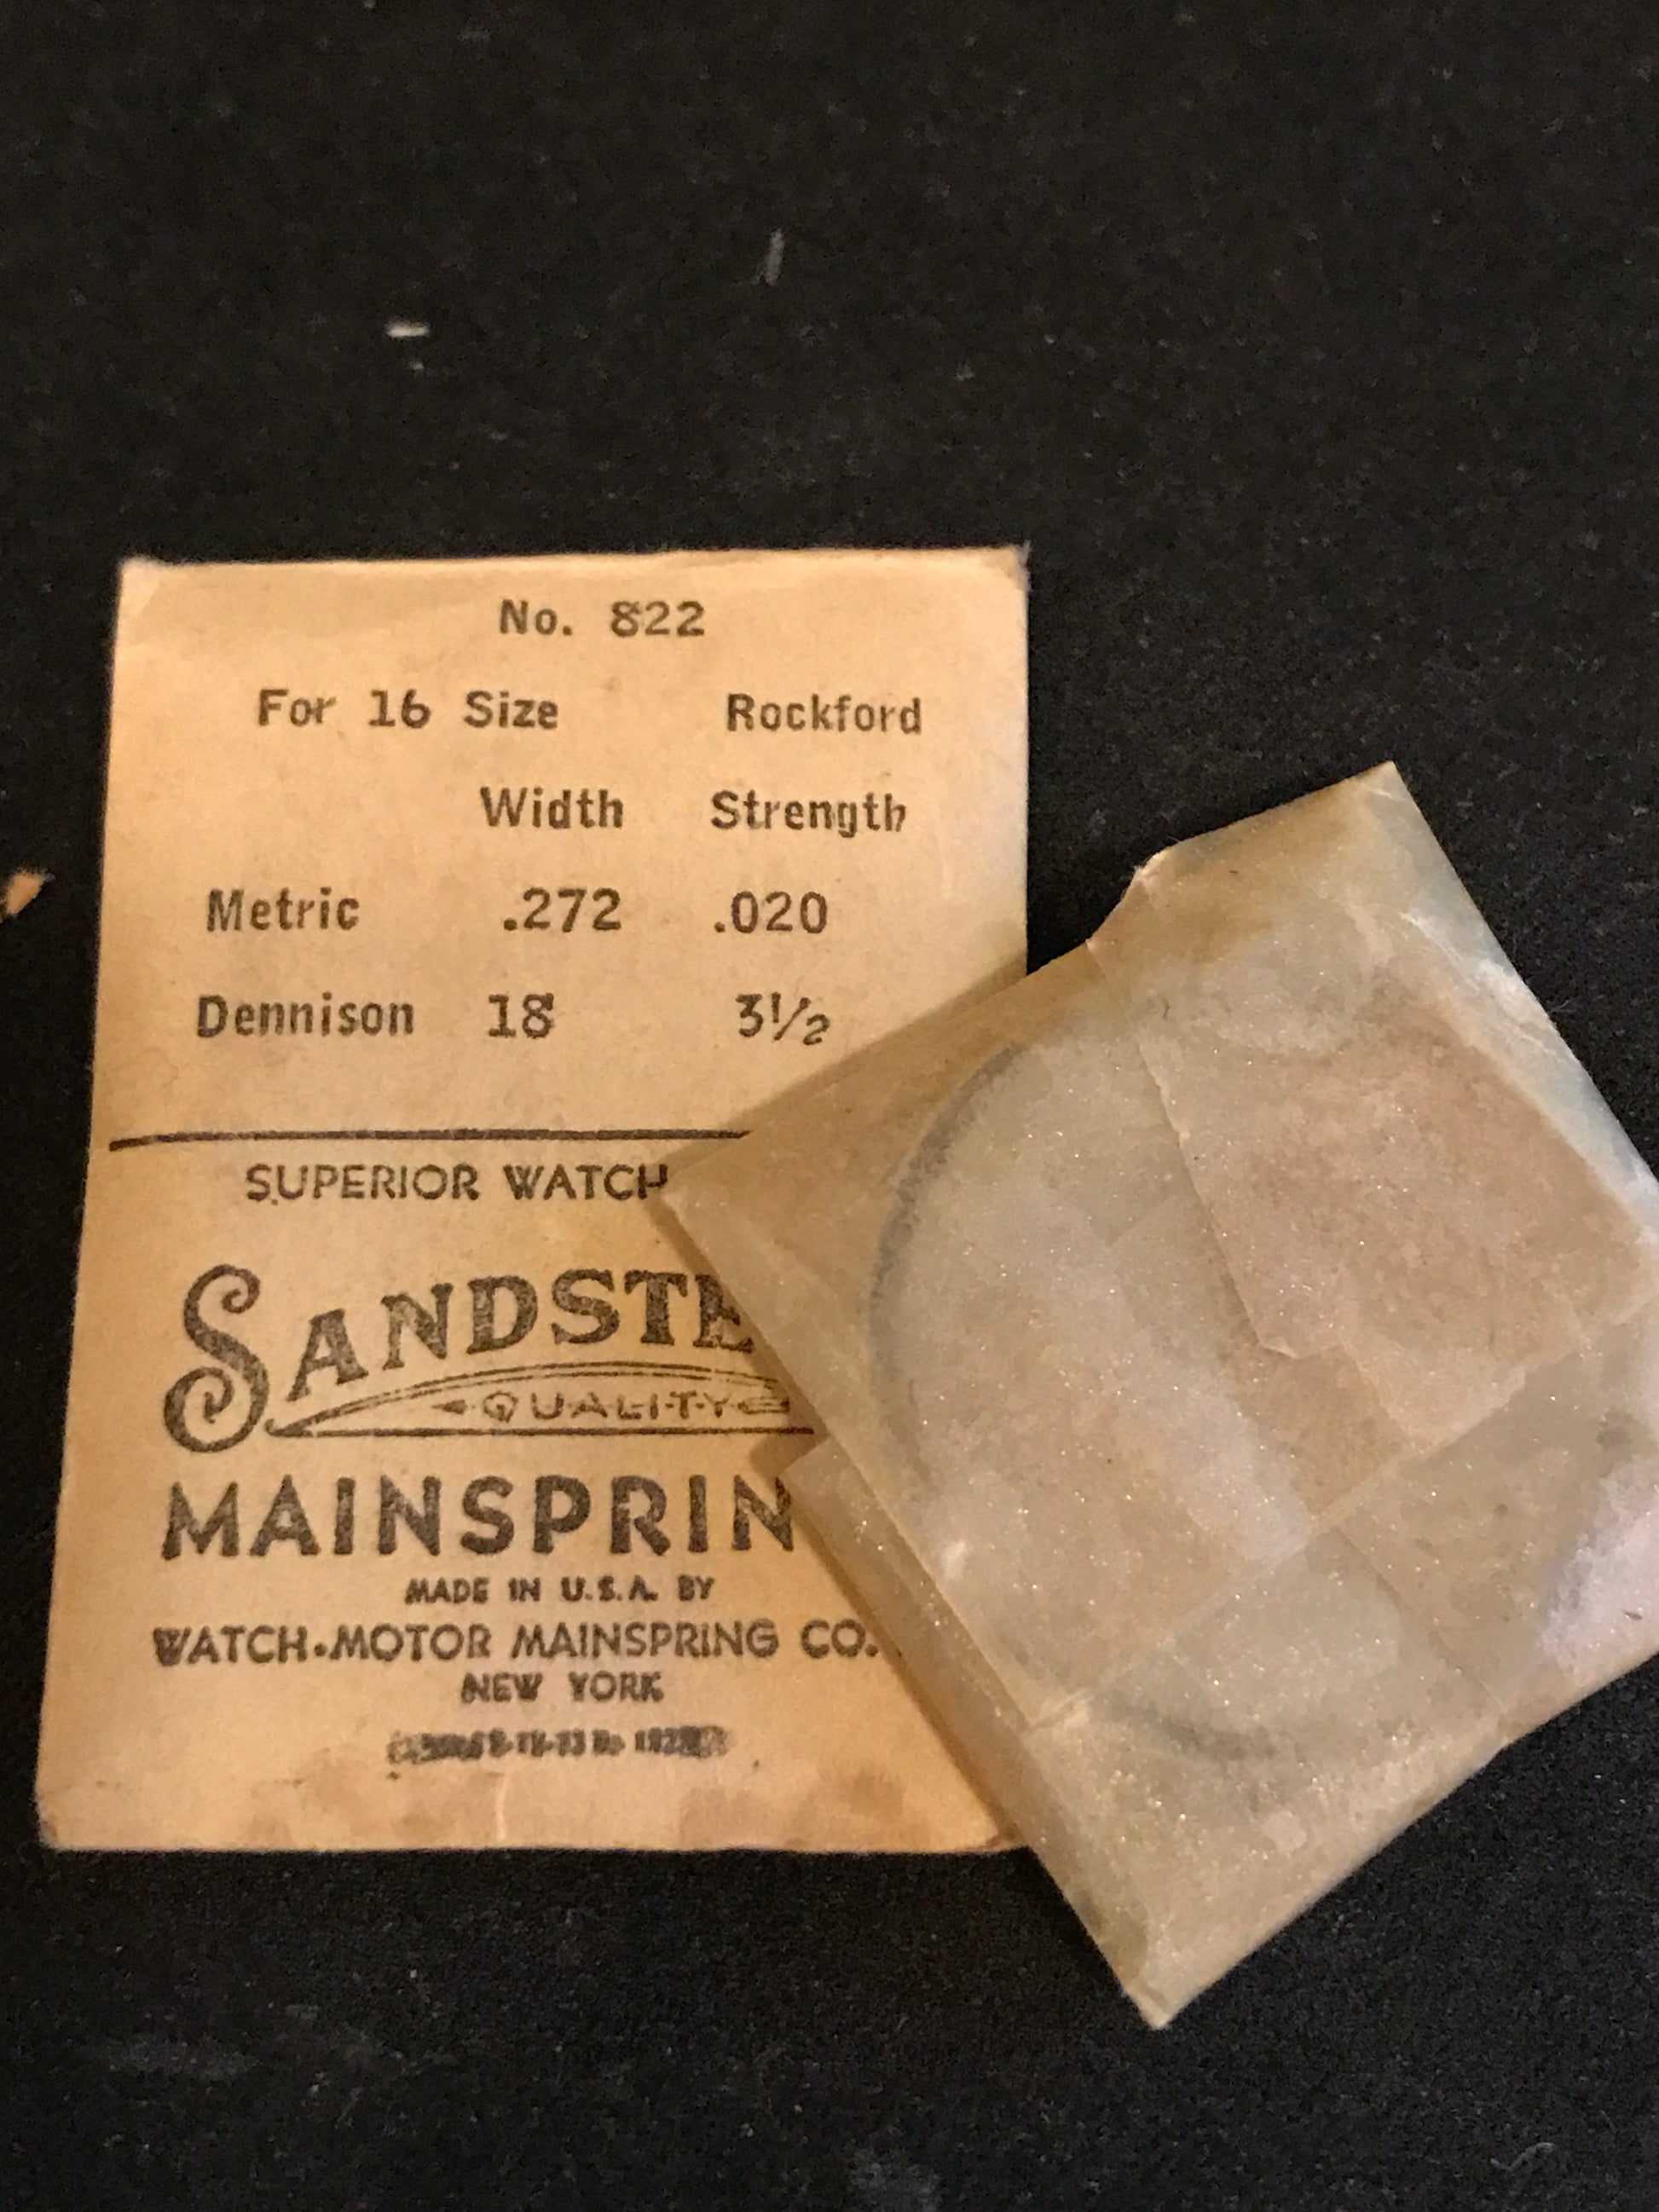 No. 822
For 16 Size Rockford
Width Strength
Metric .272 .020
Dennison 18 3½
SUPERIOR WATCH
SANDSTE
QUALITY
MAINSPRIN
MADE IN U.S.A. BY
WATCH-MOTOR MAINSPRING CO.
NEW YORK